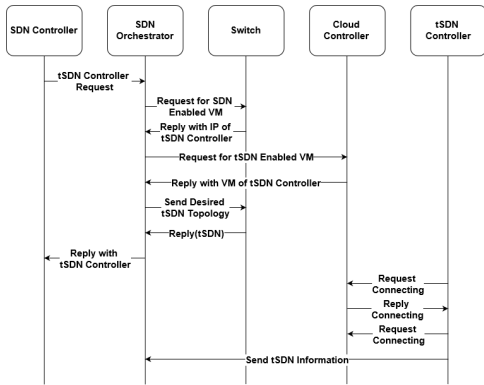 SDN Controller
SDN
Orchestrator
Switch
Cloud
Controller
tSDN
Controller
tSDN Controller
Request
Request for SDN
Enabled VM
Reply with IP of
tSDN Controller
Request for tSDN Enabled VM
Reply with VM of tSDN Controller
Send Desired
tSDN Topology
Reply(tSDN)
Reply with
tSDN Controller
Request
Connecting
Reply
Connecting
Request
Connecting
Send tSDN Information